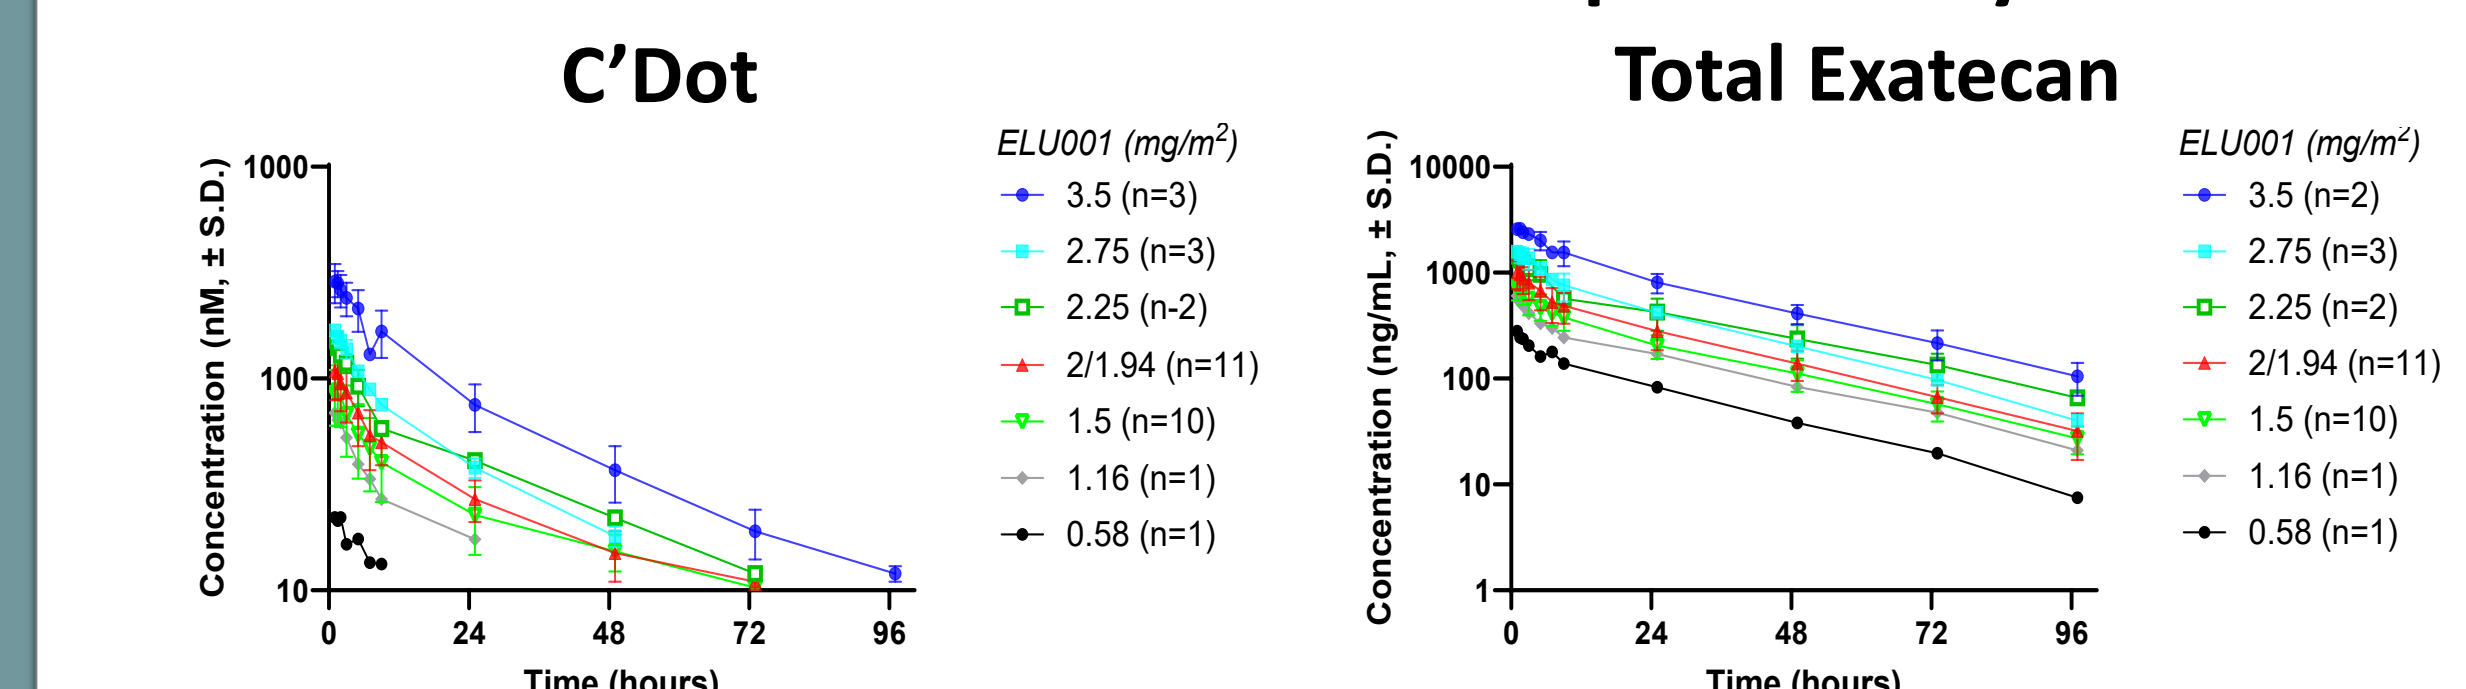 C’Dot
Concentration (nM, ± S.D.)
1000
100
10
0 24 48 72 96
Time (hours)
ELU001 (mg/m²)
3.5 (n=3)
2.75 (n=3)
2.25 (n-2)
2/1.94 (n=11)
1.5 (n=10)
1.16 (n=1)
0.58 (n=1)
Total Exatecan
Concentration (ng/mL, ± S.D.)
10000
1000
100
10
1
0 24 48 72 96
Time (hours)
ELU001 (mg/m²)
3.5 (n=2)
2.75 (n=3)
2.25 (n=2)
2/1.94 (n=11)
1.5 (n=10)
1.16 (n=1)
0.58 (n=1)